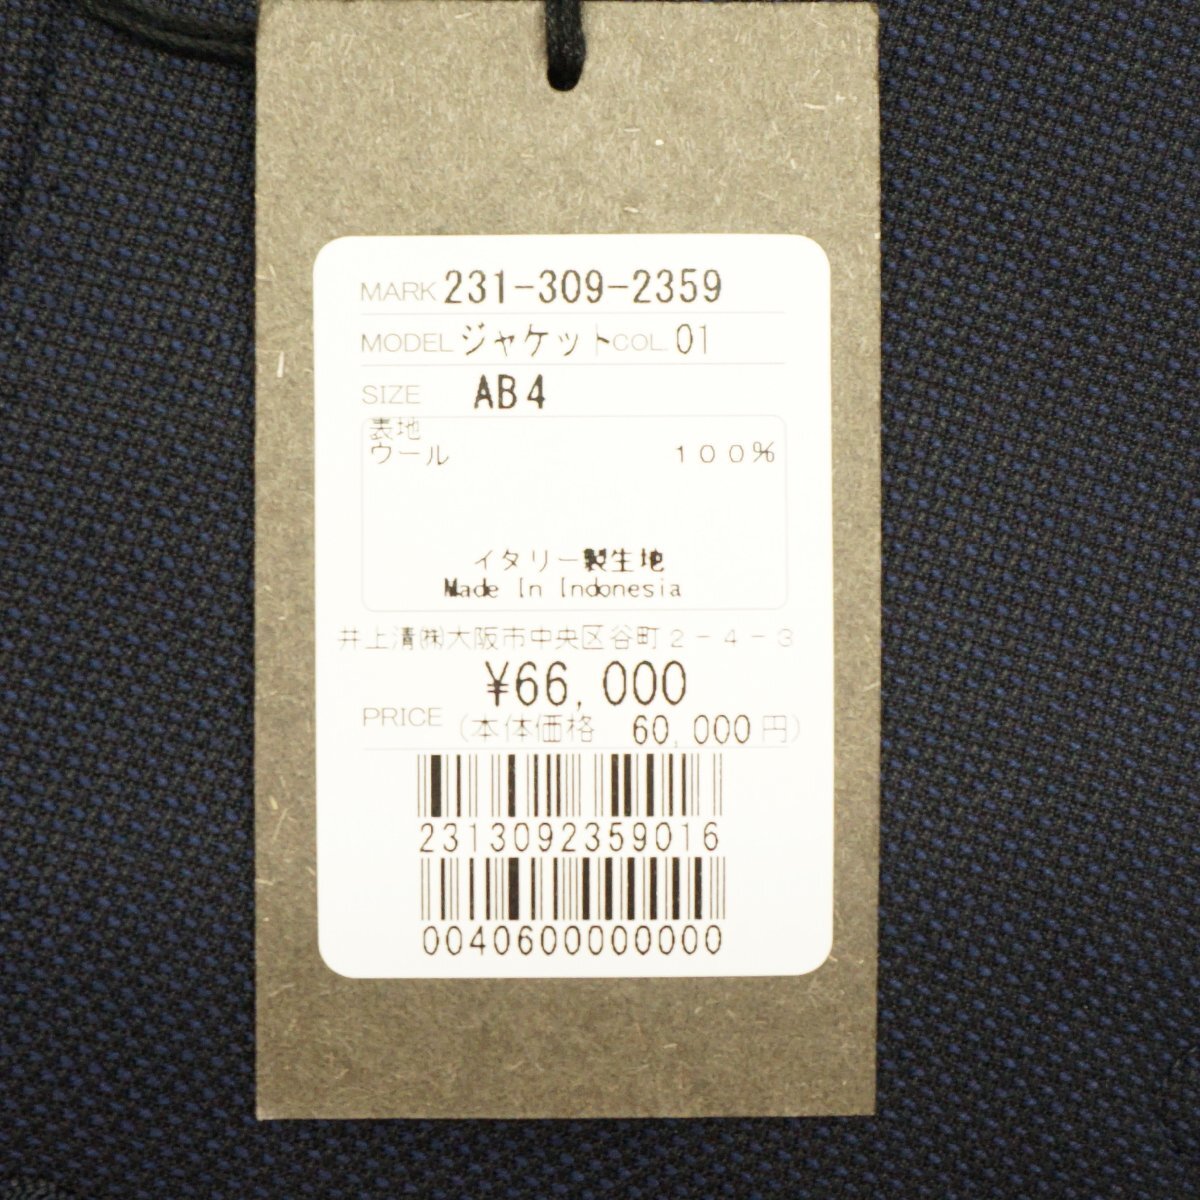 MARK 231-309-2359
MODEL ジャケット COL. 01
SIZE AB4
表地
ウール 100%
イタリー製生地
Made In Indonesia
井上清㈱大阪市中央区谷町2-4-3
¥66,000
PRICE (本体価格 60,000円)
2313092359016
0040600000000